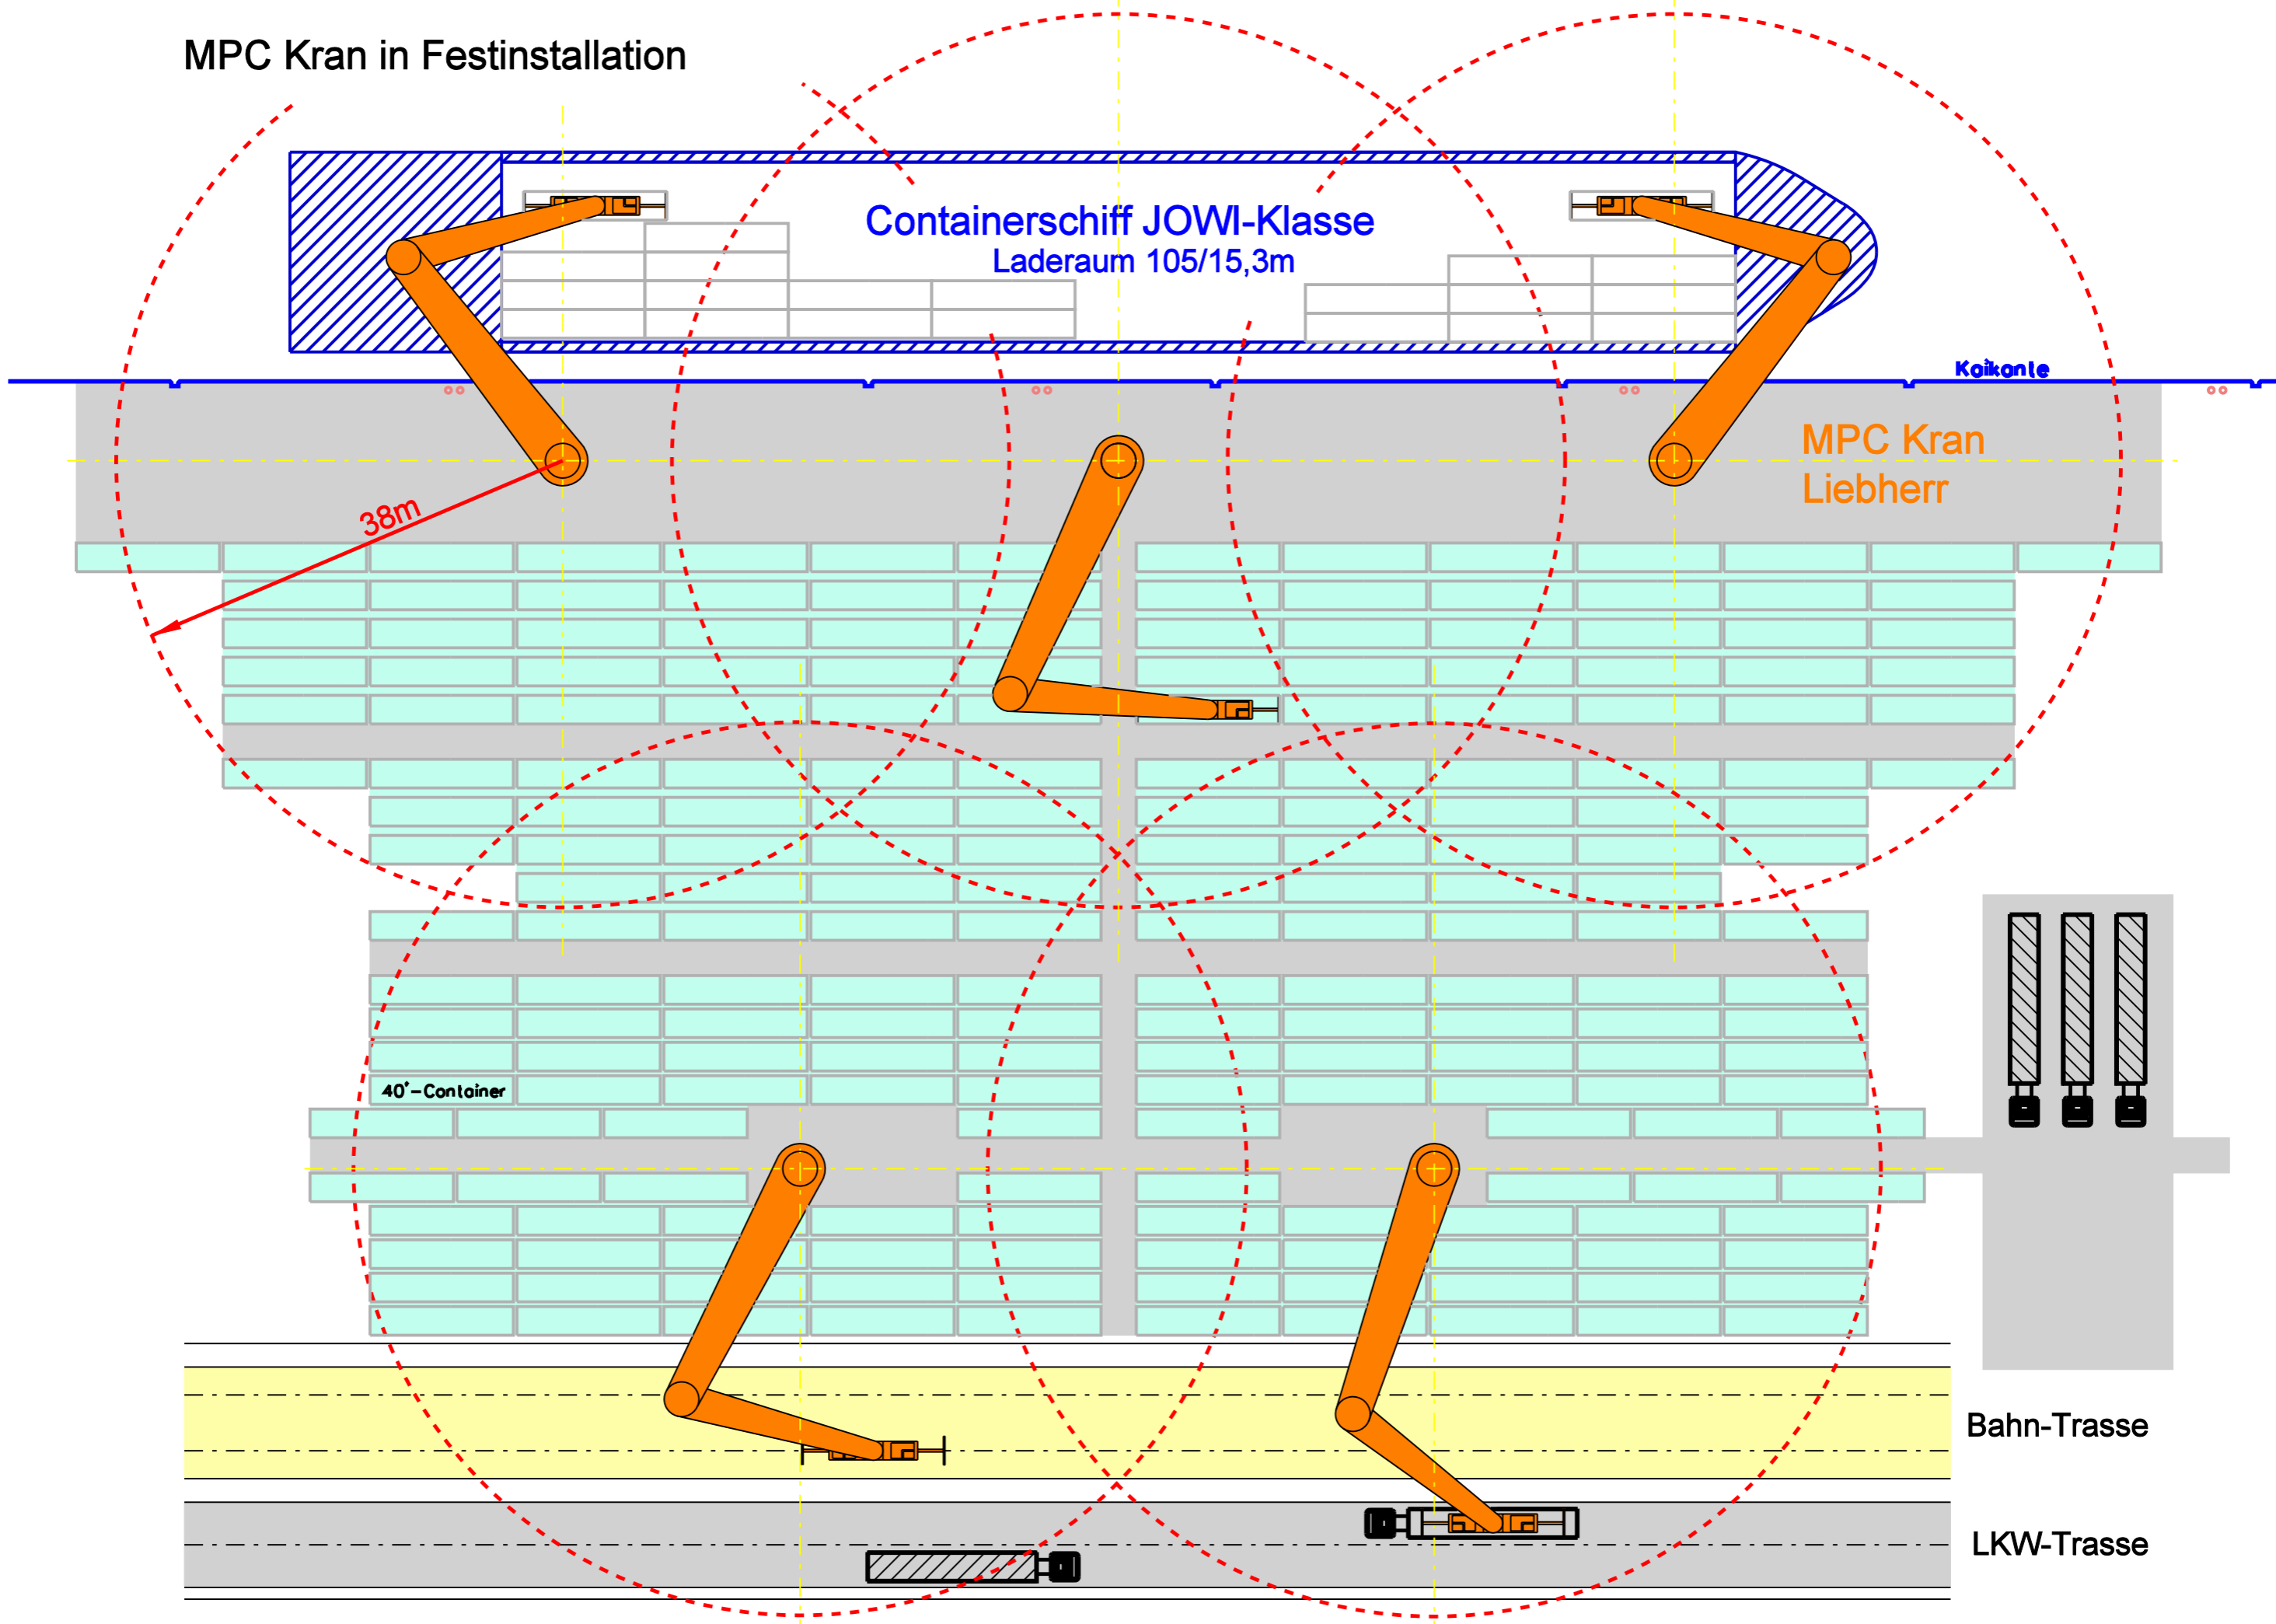 MPC Kran in Festinstallation
Containerschiff JOWI-Klasse
Laderaum 105/15,3m
Kaikante
MPC Kran
Liebherr
38m
40'-Container
Bahn-Trasse
LKW-Trasse